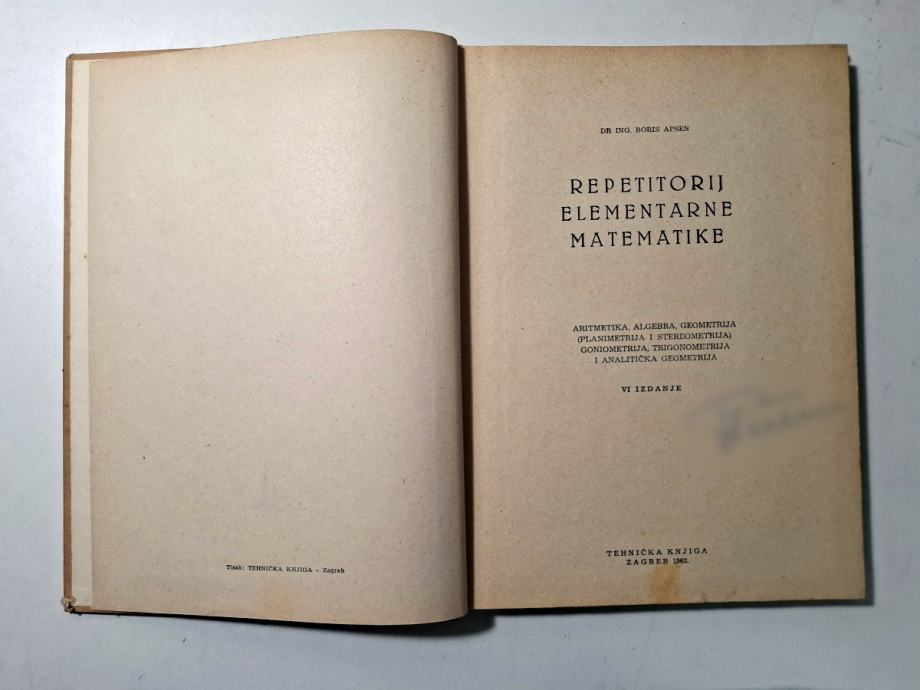 Tisak: TEHNIČKA KNJIGA - Zagreb
DR ING. BORIS APSEN
REPETITORIJ
ELEMENTARNE
MATEMATIKE
ARITMETIKA, ALGEBRA, GEOMETRIJA
(PLANIMETRIJA I STEREOMETRIJA)
GONIOMETRIJA, TRIGONOMETRIJA
I ANALITIČKA GEOMETRIJA
VI IZDANJE
TEHNIČKA KNJIGA
ZAGREB 1963.